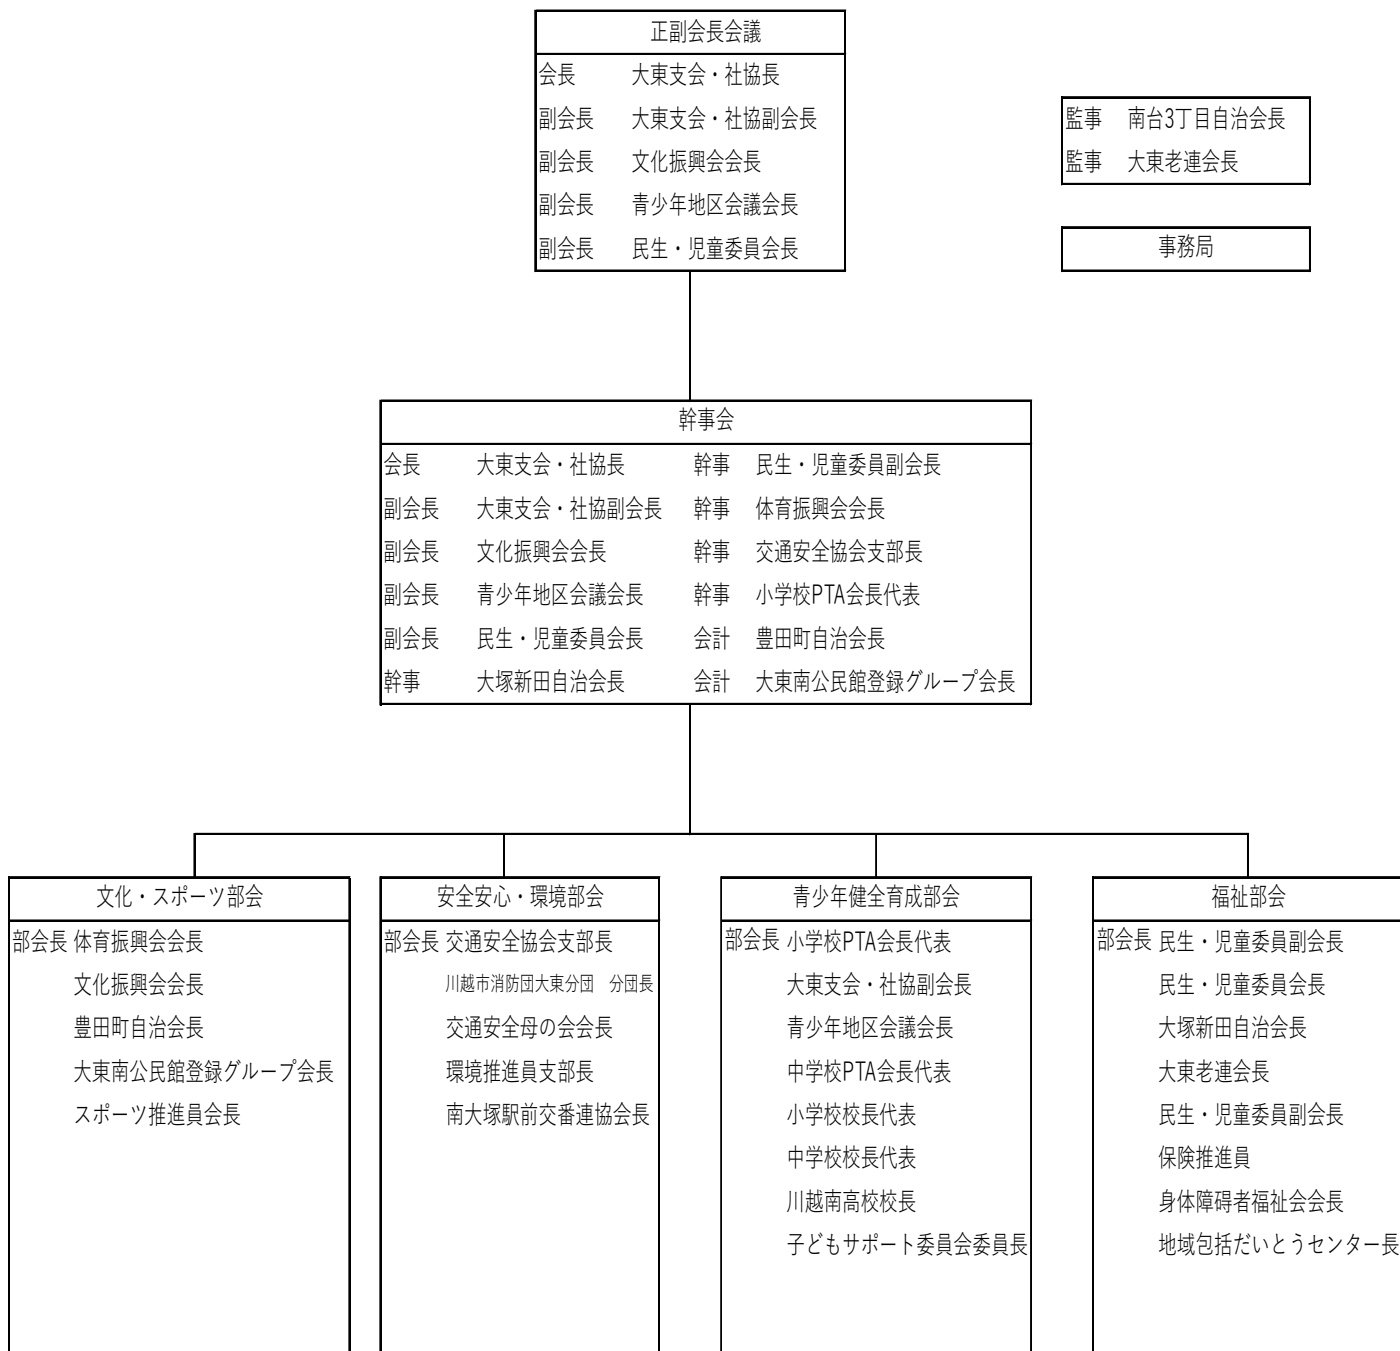 正副会長会議
会長 大東支会・社協長
副会長 大東支会・社協副会長
副会長 文化振興会会長
副会長 青少年地区会議会長
副会長 民生・児童委員会長
監事 南台3丁目自治会長
監事 大東老連会長
事務局
幹事会
会長 大東支会・社協長 幹事 民生・児童委員副会長
副会長 大東支会・社協副会長 幹事 体育振興会会長
副会長 文化振興会会長 幹事 交通安全協会支部長
副会長 青少年地区会議会長 幹事 小学校PTA会長代表
副会長 民生・児童委員会長 会計 豊田町自治会長
幹事 大塚新田自治会長 会計 大東南公民館登録グループ会長
文化・スポーツ部会
部会長 体育振興会会長
文化振興会会長
豊田町自治会長
大東南公民館登録グループ会長
スポーツ推進員会長
安全安心・環境部会
部会長 交通安全協会支部長
川越市消防団大東分団　分団長
交通安全母の会会長
環境推進員支部長
南大塚駅前交番連協会長
青少年健全育成部会
部会長 小学校PTA会長代表
大東支会・社協副会長
青少年地区会議会長
中学校PTA会長代表
小学校校長代表
中学校校長代表
川越南高校校長
子どもサポート委員会委員長
福祉部会
部会長 民生・児童委員副会長
民生・児童委員会長
大塚新田自治会長
大東老連会長
民生・児童委員副会長
保険推進員
身体障碍者福祉会会長
地域包括だいとうセンター長